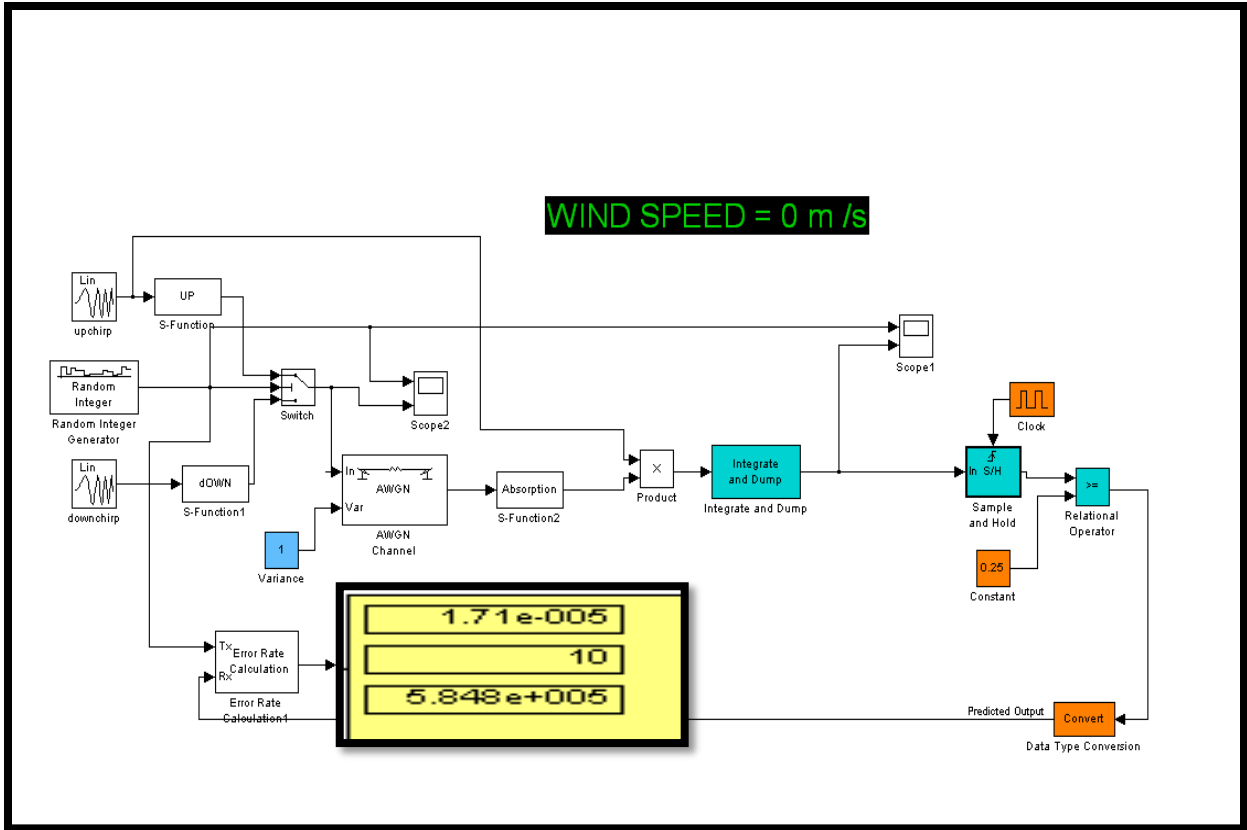 WIND SPEED = 0 m /s
Lin
upchirp
UP
S-Function
Random
Integer
Random Integer
Generator
Lin
downchirp
dOWN
S-Function1
Switch
Scope2
Scope1
In
AWGN
Var
AWGN
Channel
1
Variance
Absorption
S-Function2
X
Product
Integrate
and Dump
Integrate and Dump
Clock
In S/H
Sample
and Hold
>=
Relational
Operator
0.25
Constant
Tx
Error Rate
Calculation
Rx
Error Rate
Calculation1
1.71e-005
10
5.848e+005
Predicted Output
Convert
Data Type Conversion